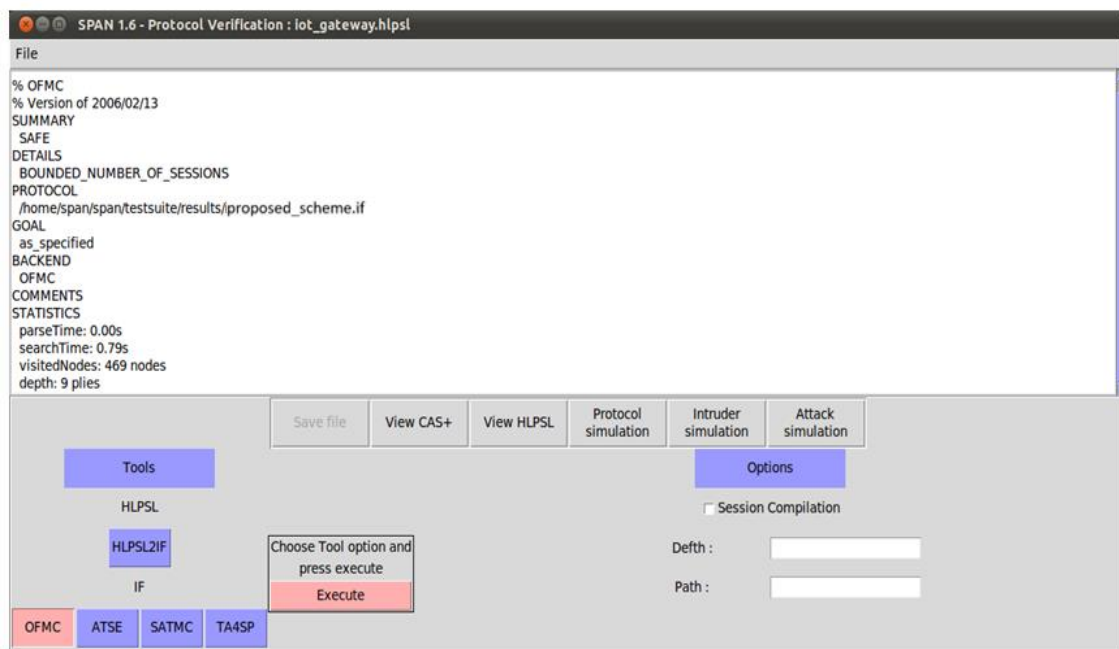 SPAN 1.6 - Protocol Verification : iot_gateway.hlpsl
File
% OFMC
% Version of 2006/02/13
SUMMARY
SAFE
DETAILS
BOUNDED_NUMBER_OF_SESSIONS
PROTOCOL
/home/span/span/testsuite/results/proposed_scheme.if
GOAL
as_specified
BACKEND
OFMC
COMMENTS
STATISTICS
parseTime: 0.00s
searchTime: 0.79s
visitedNodes: 469 nodes
depth: 9 plies
Save file
View CAS+
View HLPSL
Protocol
simulation
Intruder
simulation
Attack
simulation
Tools
Options
HLPSL
Session Compilation
HLPSL2IF
Choose Tool option and
press execute
Defth :
IF
Execute
Path :
OFMC
ATSE
SATMC
TA4SP